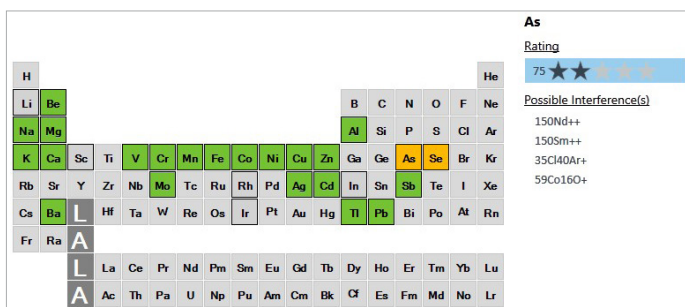 As
Rating
75
Possible Interference(s)
150Nd++
150Sm++
35Cl40Ar+
59Co16O+
H He
Li Be B C N O F Ne
Na Mg Al Si P S Cl Ar
K Ca Sc Ti V Cr Mn Fe Co Ni Cu Zn Ga Ge As Se Br Kr
Rb Sr Y Zr Nb Mo Tc Ru Rh Pd Ag Cd In Sn Sb Te I Xe
Cs Ba L Hf Ta W Re Os Ir Pt Au Hg Tl Pb Bi Po At Rn
Fr Ra A
L La Ce Pr Nd Pm Sm Eu Gd Tb Dy Ho Er Tm Yb Lu
A Ac Th Pa U Np Pu Am Cm Bk Cf Es Fm Md No Lr